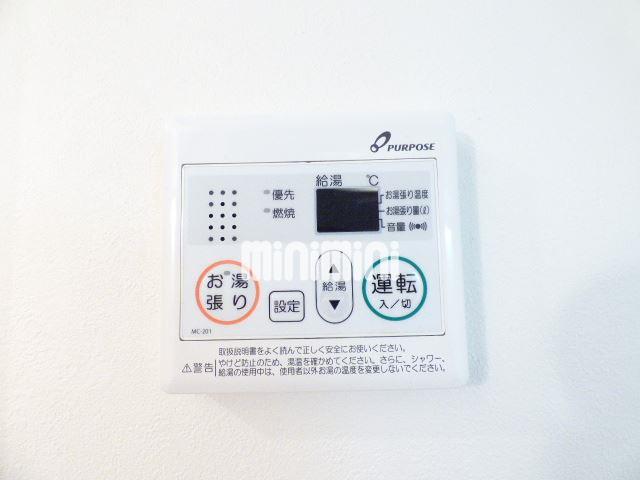 PURPOSE
給湯 ℃
優先
燃焼
お湯張り温度
お湯張り量(ℓ)
音量
minimini
お湯
張り
設定
▲
給湯
▼
運転
入／切
MC-201
取扱説明書をよく読んで正しく安全にお使いください。
⚠警告
やけど防止のため、湯温を確かめてください。さらに、シャワー、
給湯の使用中は、使用者以外お湯の温度を変更しないでください。